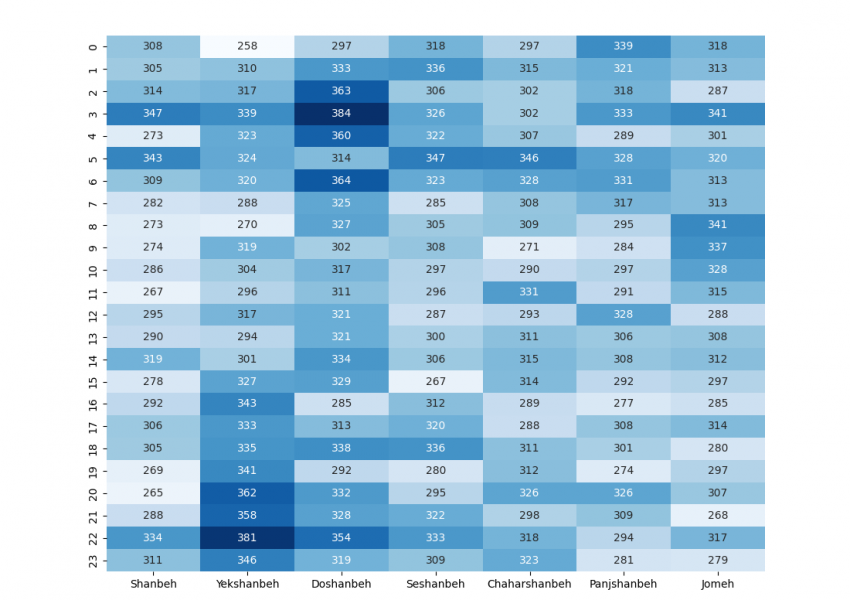 0 308 258 297 318 297 339 318
1 305 310 333 336 315 321 313
2 314 317 363 306 302 318 287
3 347 339 384 326 302 333 341
4 273 323 360 322 307 289 301
5 343 324 314 347 346 328 320
6 309 320 364 323 328 331 313
7 282 288 325 285 308 317 313
8 273 270 327 305 309 295 341
9 274 319 302 308 271 284 337
10 286 304 317 297 290 297 328
11 267 296 311 296 331 291 315
12 295 317 321 287 293 328 288
13 290 294 321 300 311 306 308
14 319 301 334 306 315 308 312
15 278 327 329 267 314 292 297
16 292 343 285 312 289 277 285
17 306 333 313 320 288 308 314
18 305 335 338 336 311 301 280
19 269 341 292 280 312 274 297
20 265 362 332 295 326 326 307
21 288 358 328 322 298 309 268
22 334 381 354 333 318 294 317
23 311 346 319 309 323 281 279
Shanbeh Yekshanbeh Doshanbeh Seshanbeh Chaharshanbeh Panjshanbeh Jomeh